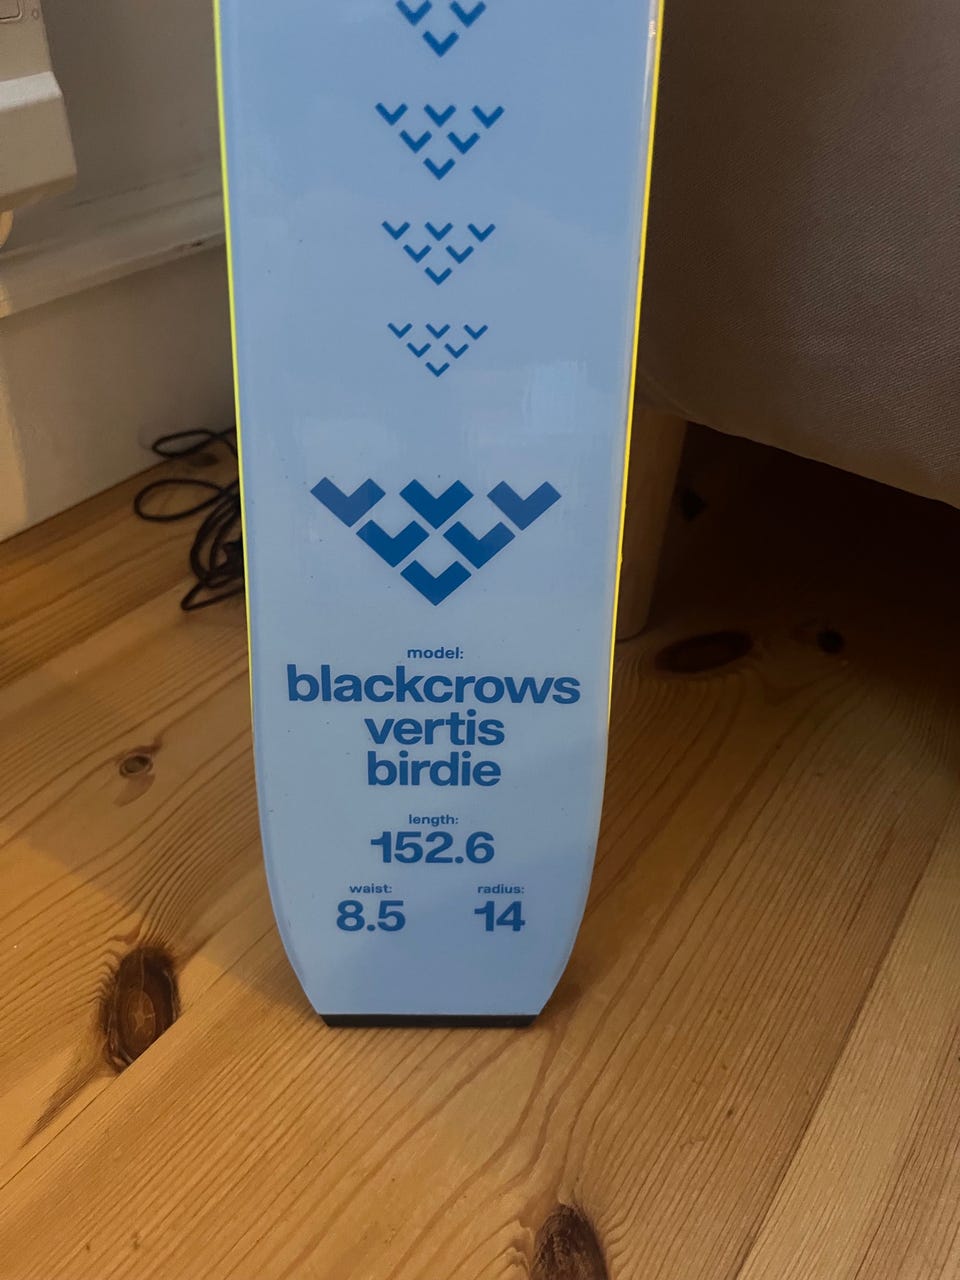 model:
blackcrows
vertis
birdie
length:
152.6
waist: radius:
8.5 14